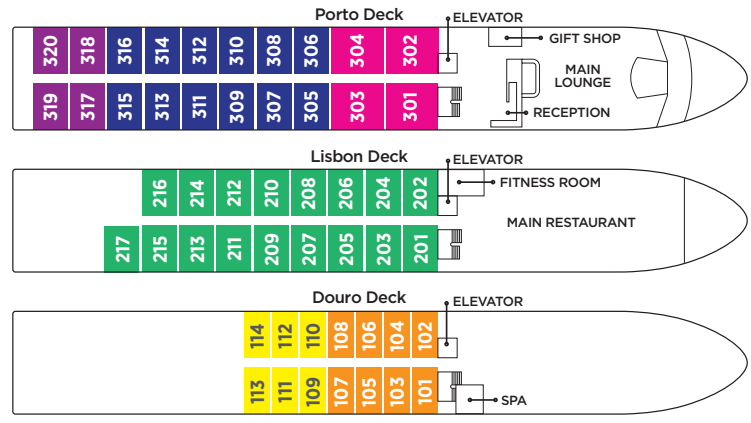 Porto Deck
ELEVATOR
320 318 316 314 312 310 308 306 304 302
GIFT SHOP
MAIN
LOUNGE
319 317 315 313 311 309 307 305 303 301
RECEPTION
Lisbon Deck
ELEVATOR
216 214 212 210 208 206 204 202
FITNESS ROOM
MAIN RESTAURANT
217 215 213 211 209 207 205 203 201
Douro Deck
ELEVATOR
114 112 110 108 106 104 102
113 111 109 107 105 103 101
SPA